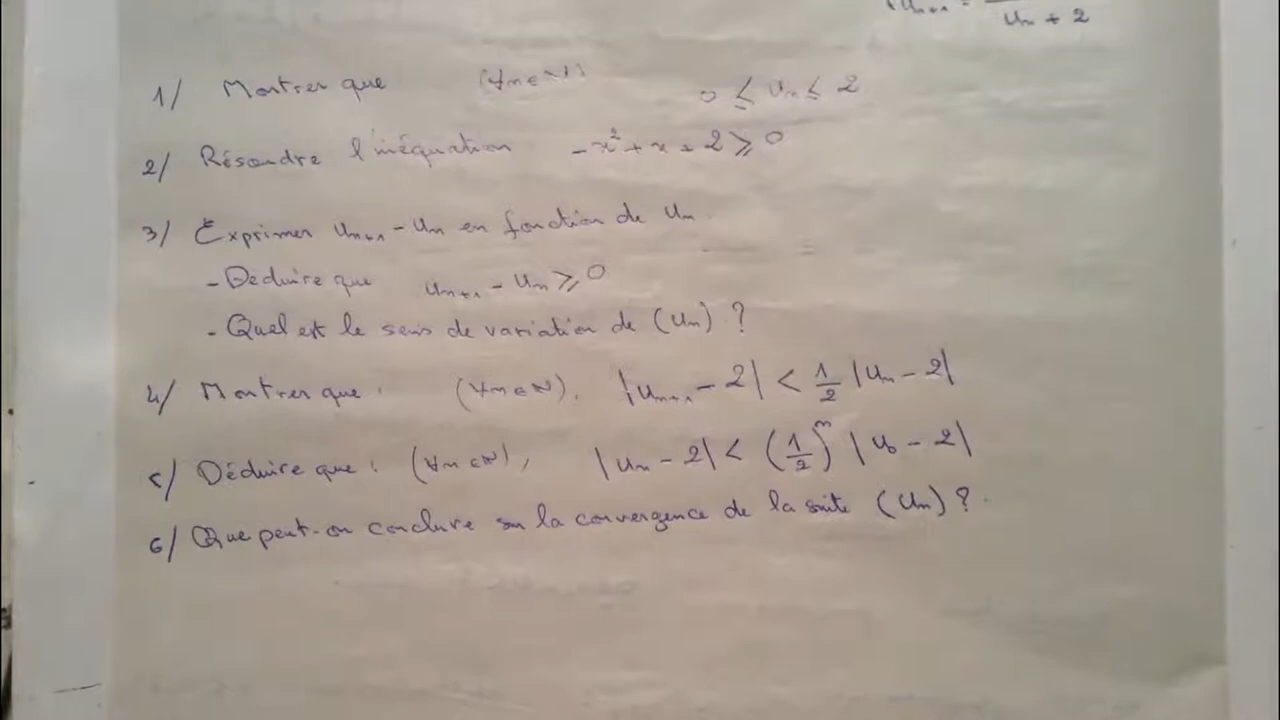 Un+1 =
Un + 2
1/ Montrer que (∀n∈N) 0 ≤ Un ≤ 2
2/ Résoudre l'inéquation -x²+x+2 ≥ 0
3/ Exprimer Un+1 - Un en fonction de Un.
- Deduire que Un+1 - Un ≥ 0
- Quel est le sens de variation de (Un) ?
4/ Montrer que : (∀n∈N), |Un+1 - 2| < 1/2 |Un - 2|
5/ Déduire que : (∀n∈N), |Un - 2| < (1/2)^n |U0 - 2|
6/ Que peut-on conclure sur la convergence de la suite (Un) ?.